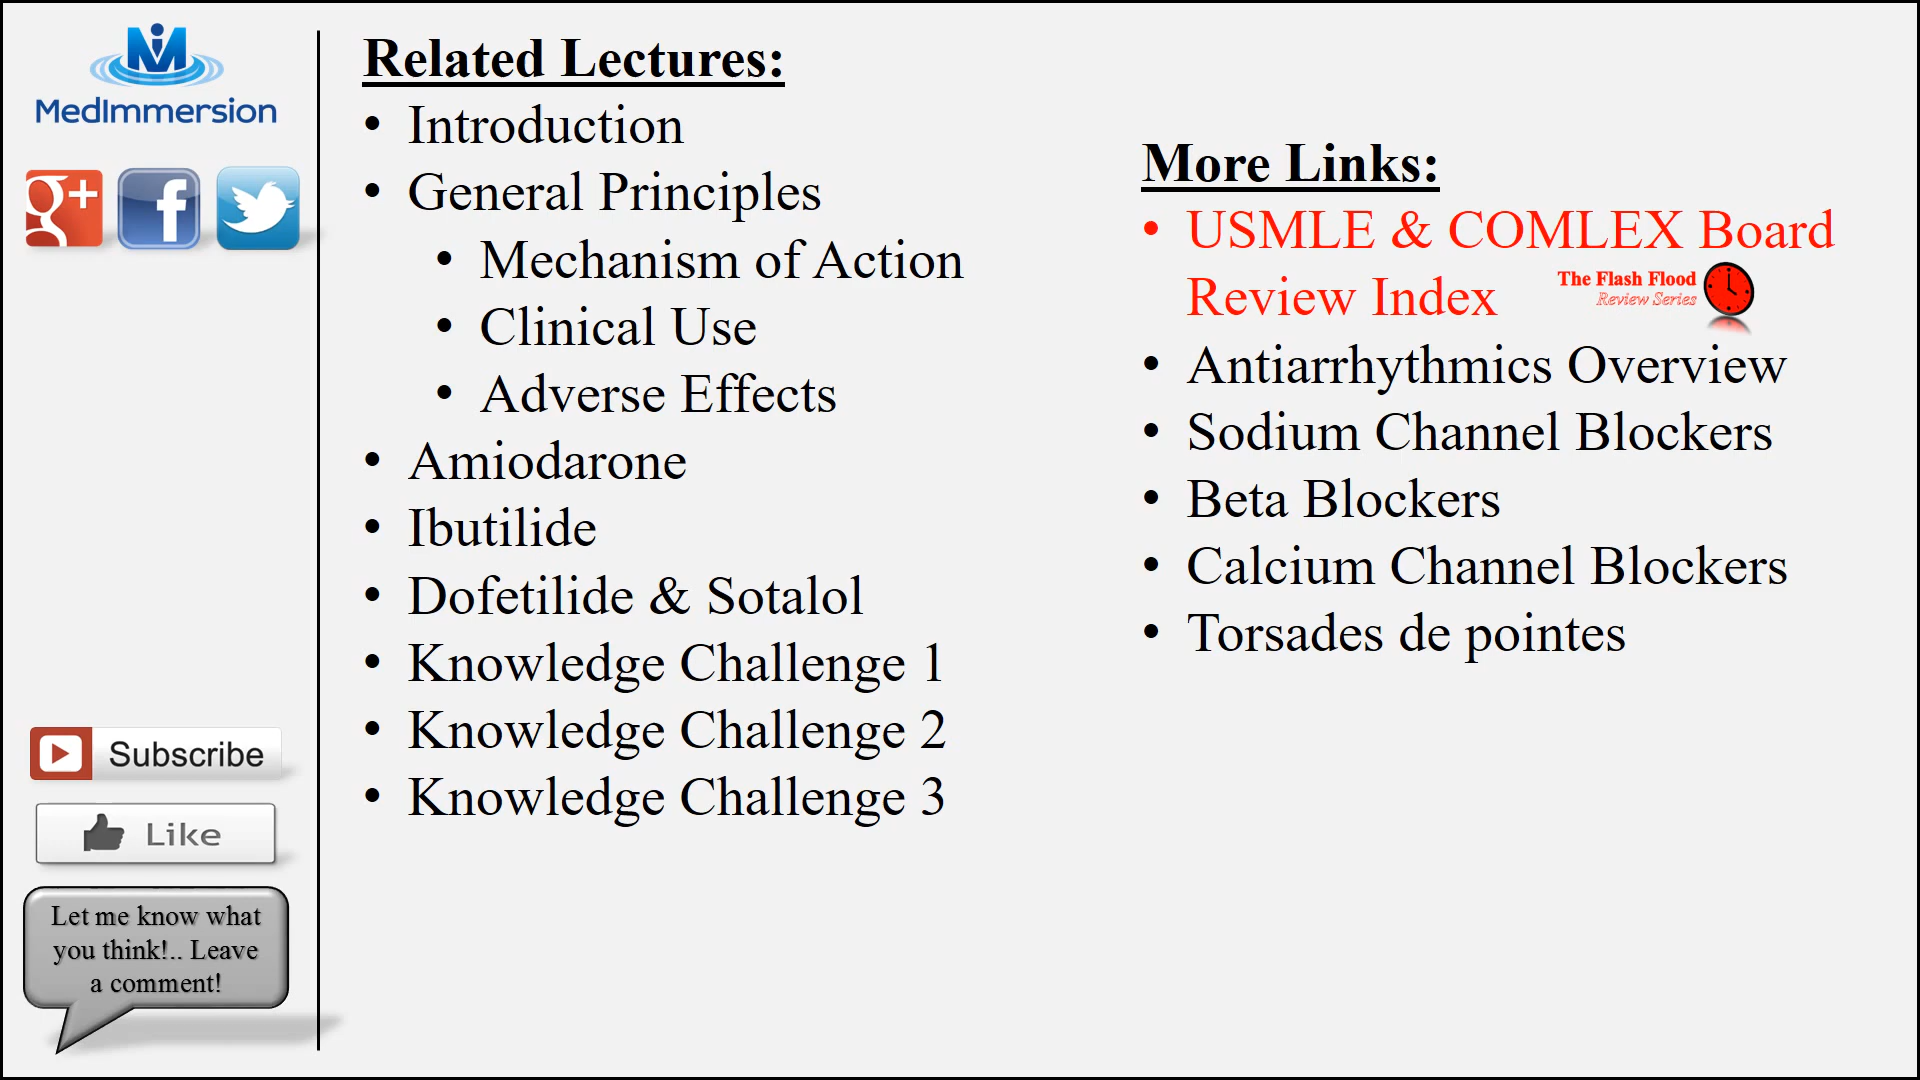 MedImmersion
g+
f
Subscribe
Like
Let me know what
you think!.. Leave
a comment!
Related Lectures:
• Introduction
• General Principles
• Mechanism of Action
• Clinical Use
• Adverse Effects
• Amiodarone
• Ibutilide
• Dofetilide & Sotalol
• Knowledge Challenge 1
• Knowledge Challenge 2
• Knowledge Challenge 3
More Links:
• USMLE & COMLEX Board
Review Index
The Flash Flood
Review Series
• Antiarrhythmics Overview
• Sodium Channel Blockers
• Beta Blockers
• Calcium Channel Blockers
• Torsades de pointes